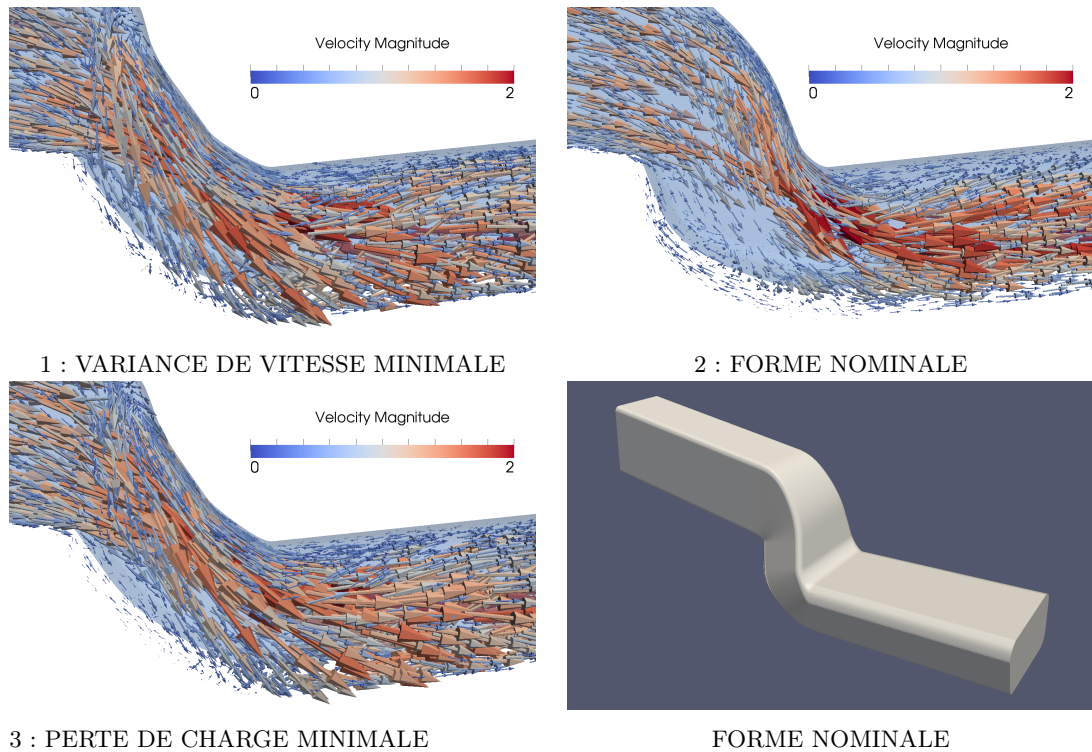 Velocity Magnitude
0 2
Velocity Magnitude
0 2
1 : VARIANCE DE VITESSE MINIMALE
2 : FORME NOMINALE
Velocity Magnitude
0 2
3 : PERTE DE CHARGE MINIMALE
FORME NOMINALE